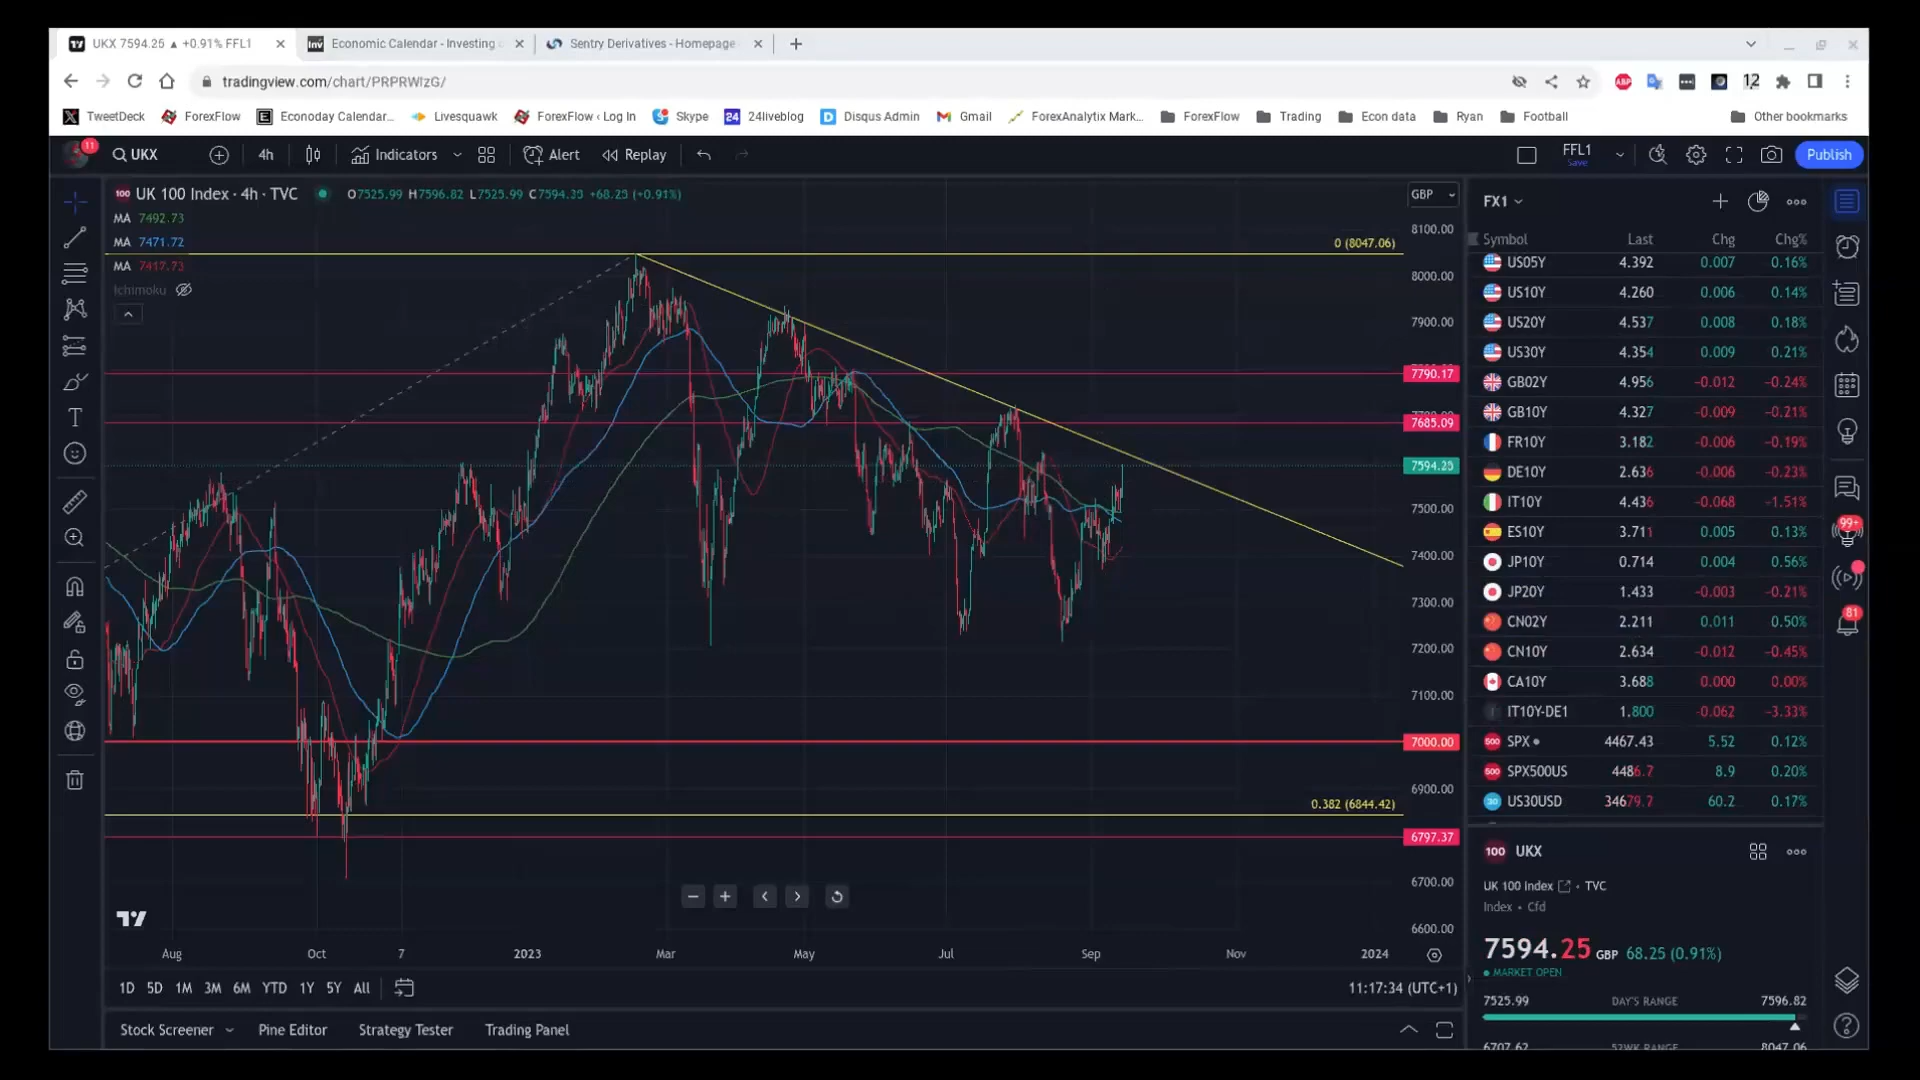 UKX 7594.25 ▲ +0.91% FFL1
Economic Calendar - Investing
Sentry Derivatives - Homepage
tradingview.com/chart/PRPRWIzG/
TweetDeck ForexFlow Econoday Calendar... Livesquawk ForexFlow ‹ Log In Skype 24liveblog Disqus Admin Gmail ForexAnalytix Mark... ForexFlow Trading Econ data Ryan Football Other bookmarks
11 UKX 4h Indicators Alert Replay FFL1 Save Publish
UK 100 Index · 4h · TVC O7525.99 H7596.82 L7525.99 +68.25 (+0.91%)
GBP
MA 7492.73
MA 7471.72
MA 7417.73
Ichimoku
0 (8047.06)
0.382 (6844.42)
8100.00
8000.00
7900.00
7790.17
7685.09
7594.25
7500.00
7400.00
7300.00
7200.00
7100.00
7000.00
6900.00
6797.37
6700.00
6600.00
Aug Oct 7 2023 Mar May Jul Sep Nov 2024
1D 5D 1M 3M 6M YTD 1Y 5Y All
11:17:34 (UTC+1)
Stock Screener Pine Editor Strategy Tester Trading Panel
FX1
Symbol Last Chg Chg%
US05Y 4.392 0.007 0.16%
US10Y 4.260 0.006 0.14%
US20Y 4.537 0.008 0.18%
US30Y 4.354 0.009 0.21%
GB02Y 4.956 -0.012 -0.24%
GB10Y 4.327 -0.009 -0.21%
FR10Y 3.182 -0.006 -0.19%
DE10Y 2.636 -0.006 -0.23%
IT10Y 4.436 -0.068 -1.51%
ES10Y 3.711 0.005 0.13%
JP10Y 0.714 0.004 0.56%
JP20Y 1.433 -0.003 -0.21%
CN02Y 2.211 0.011 0.50%
CN10Y 2.634 -0.012 -0.45%
CA10Y 3.688 0.000 0.00%
IT10Y-DE1 1.800 -0.062 -3.33%
SPX 4467.43 5.52 0.12%
SPX500US 4486.7 8.9 0.20%
US30USD 34679.7 60.2 0.17%
100 UKX
UK 100 Index · TVC
Index · Cfd
7594.25 GBP 68.25 (0.91%)
MARKET OPEN
7525.99 DAY'S RANGE 7596.82
6707.62 52WK RANGE 8047.06
99+
81